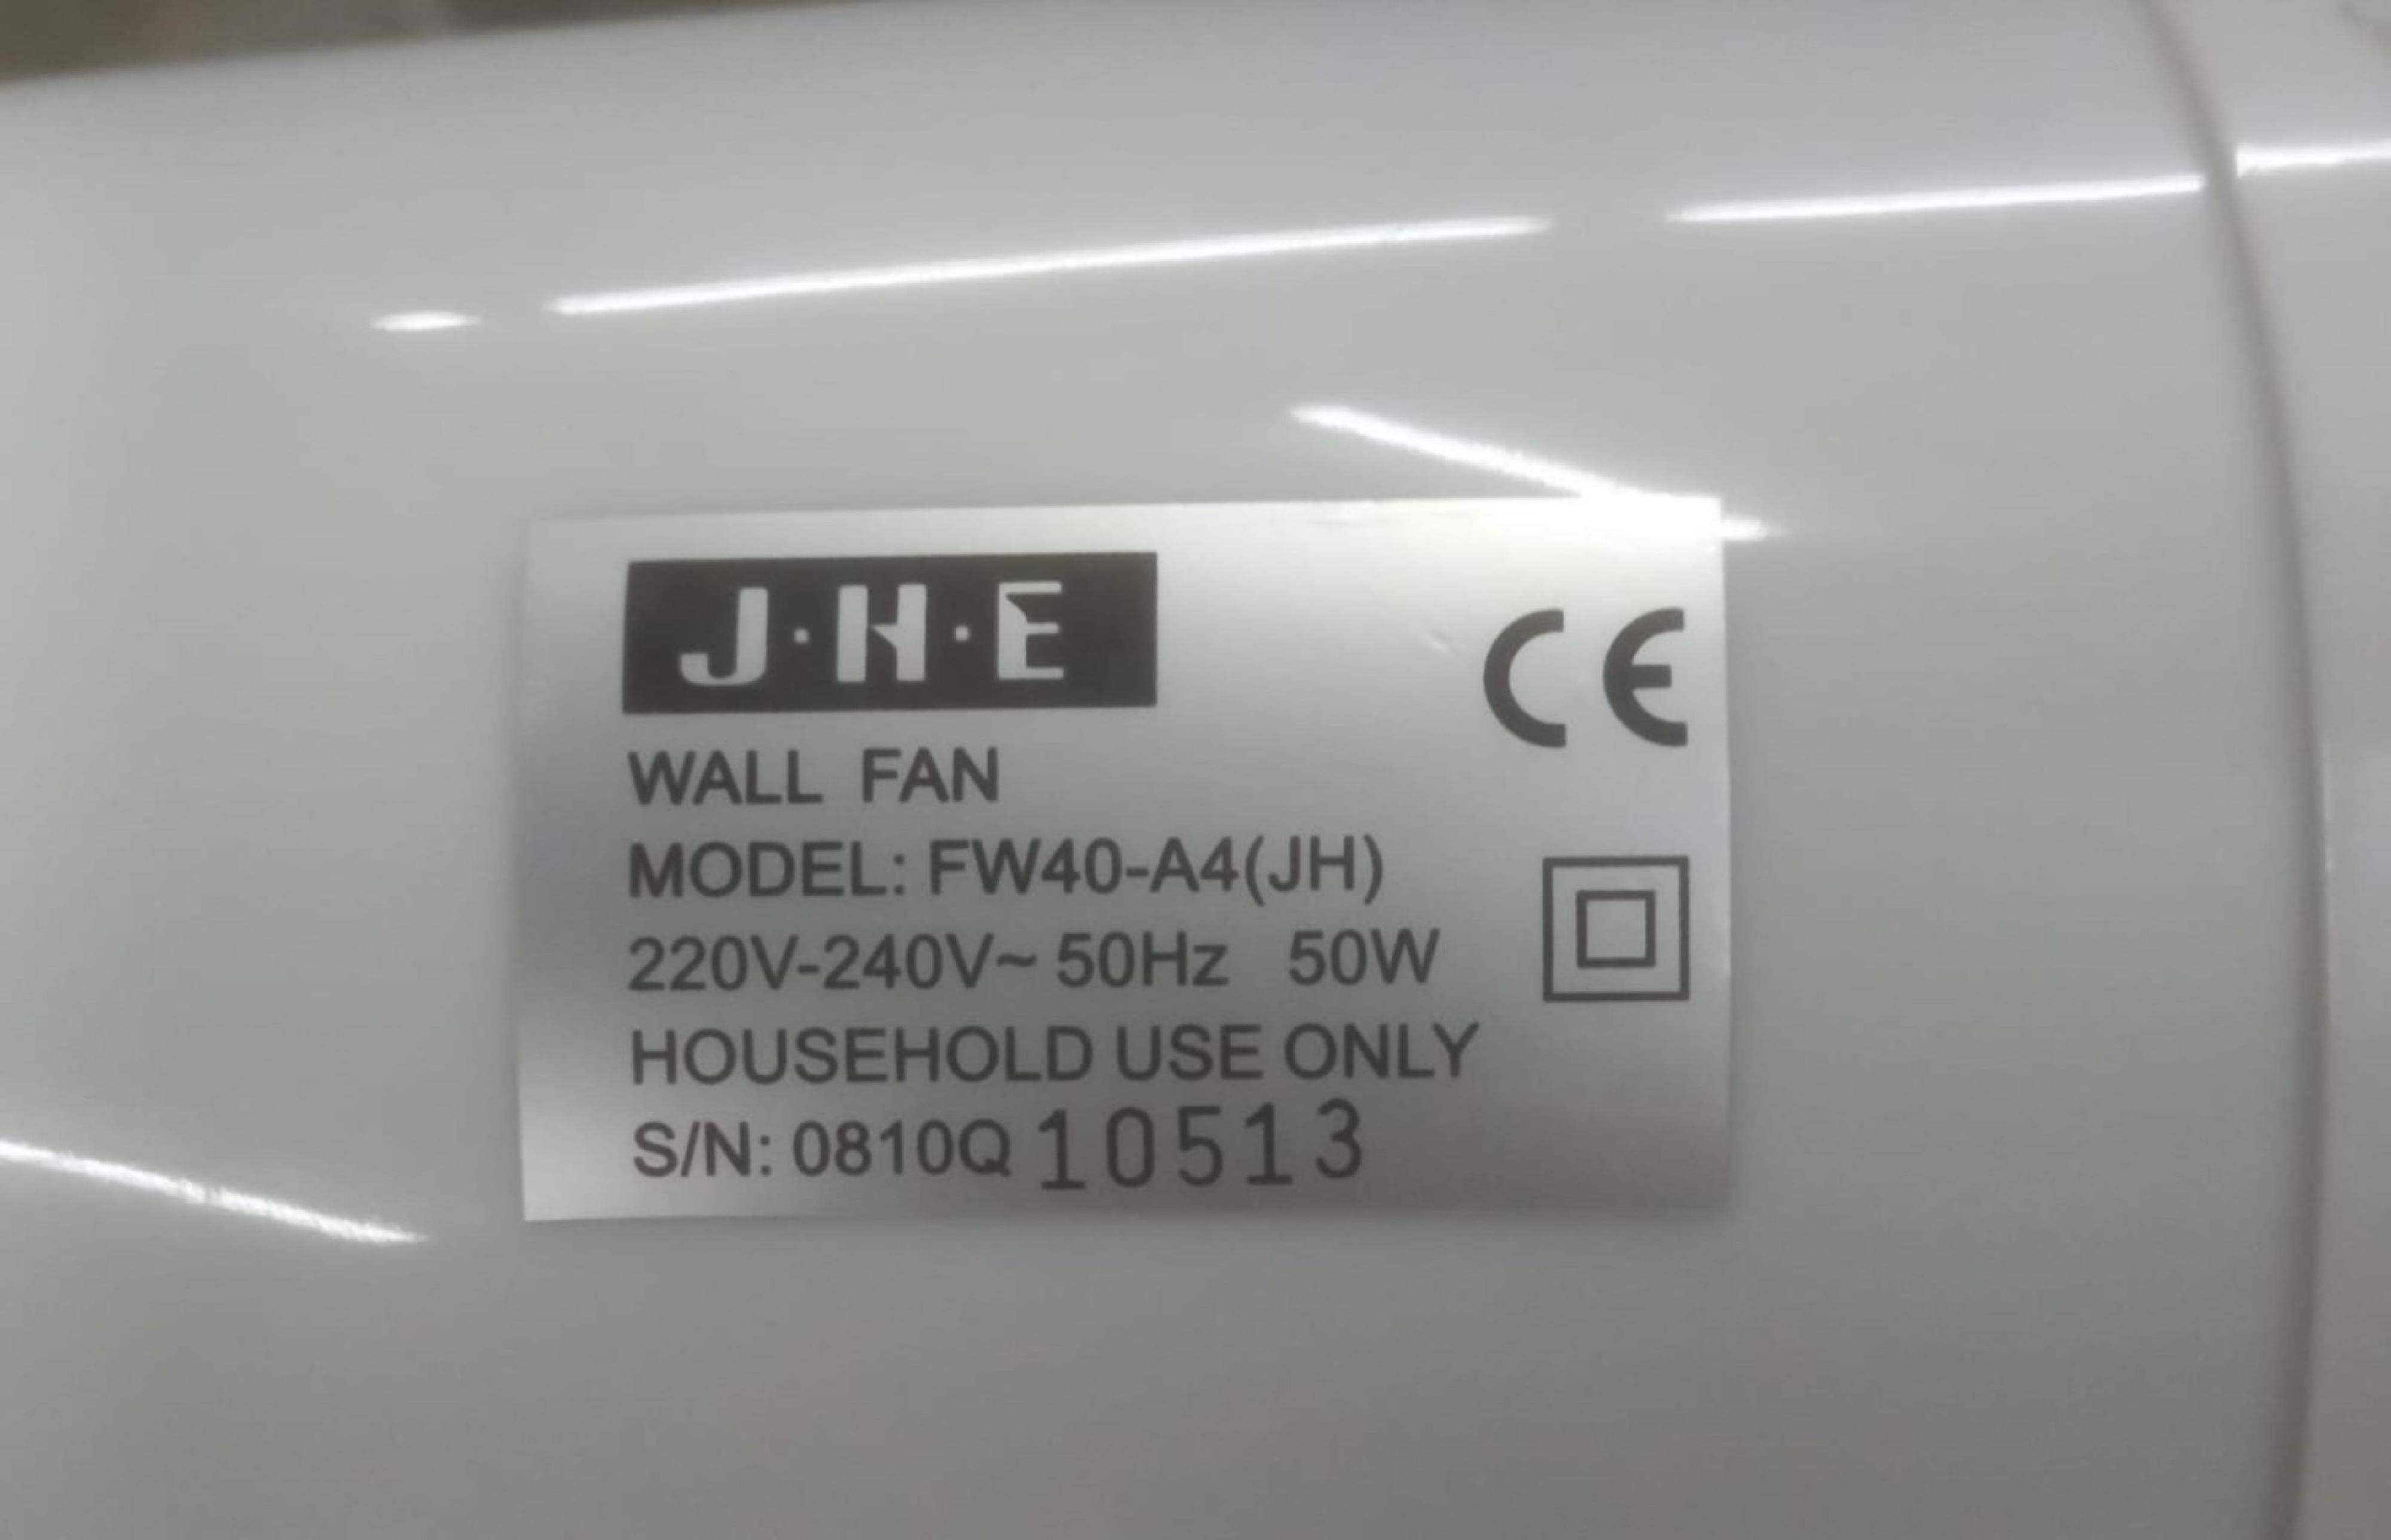 J·H·E
CE
WALL FAN
MODEL: FW40-A4(JH)
220V-240V~ 50Hz 50W
HOUSEHOLD USE ONLY
S/N: 0810Q 10513